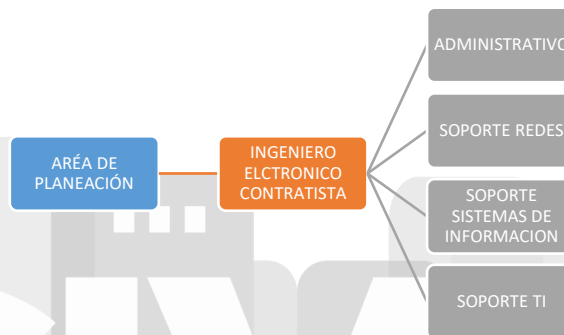 ADMINISTRATIVO
SOPORTE REDES
ARÉA DE
PLANEACIÓN
INGENIERO
ELCTRONICO
CONTRATISTA
SOPORTE
SISTEMAS DE
INFORMACION
SOPORTE TI